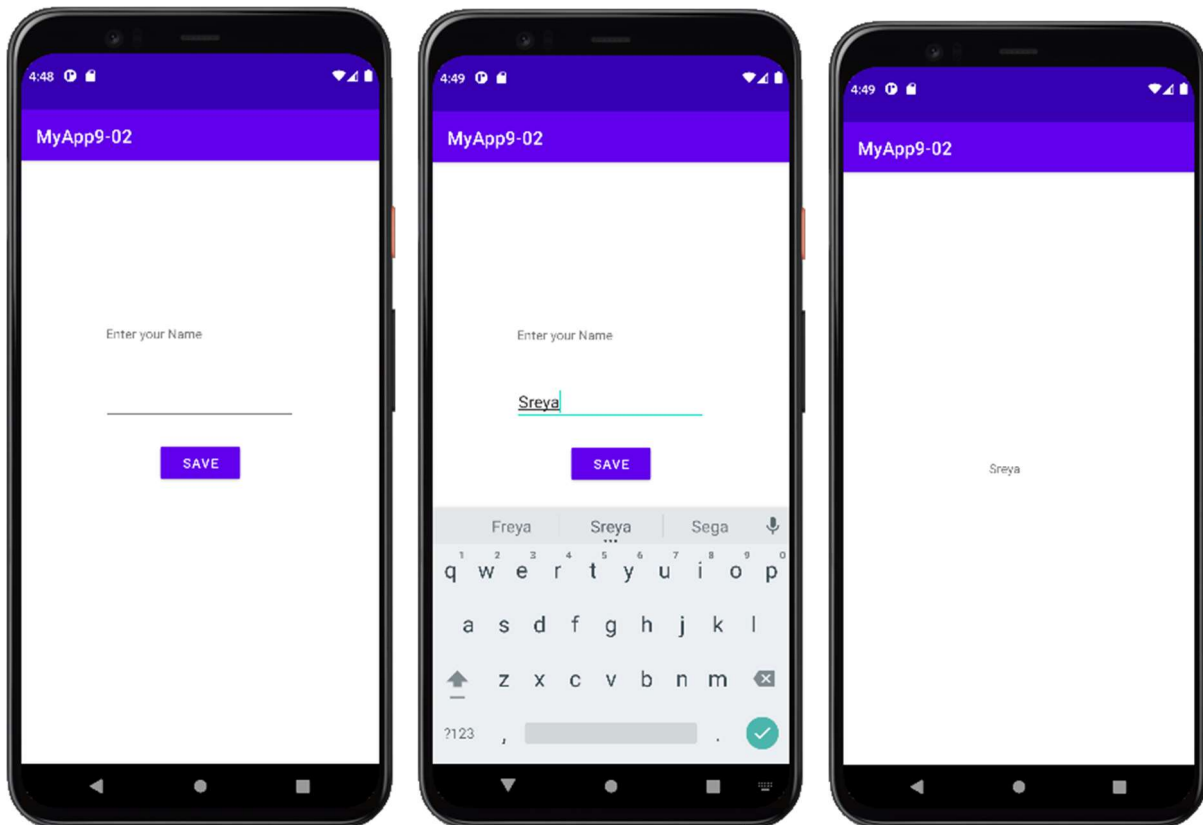 4:48
MyApp9-02
Enter your Name
SAVE
4:49
MyApp9-02
Enter your Name
Sreya
SAVE
Freya Sreya Sega
1 2 3 4 5 6 7 8 9 0
q w e r t y u i o p
a s d f g h j k l
z x c v b n m
?123 , .
4:49
MyApp9-02
Sreya